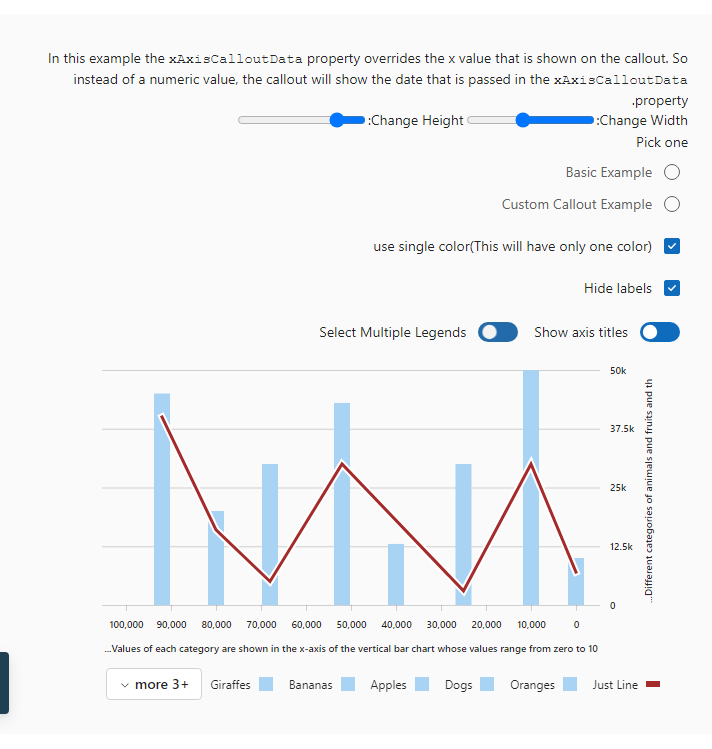 In this example the xAxisCalloutData property overrides the x value that is shown on the callout. So
instead of a numeric value, the callout will show the date that is passed in the xAxisCalloutData
.property
:Change Width
:Change Height
Pick one
Basic Example
Custom Callout Example
use single color(This will have only one color)
Hide labels
Show axis titles
Select Multiple Legends
50k
37.5k
25k
12.5k
0
...Different categories of animals and fruits and th
100,000 90,000 80,000 70,000 60,000 50,000 40,000 30,000 20,000 10,000 0
...Values of each category are shown in the x-axis of the vertical bar chart whose values range from zero to 10
more 3+ Giraffes Bananas Apples Dogs Oranges Just Line